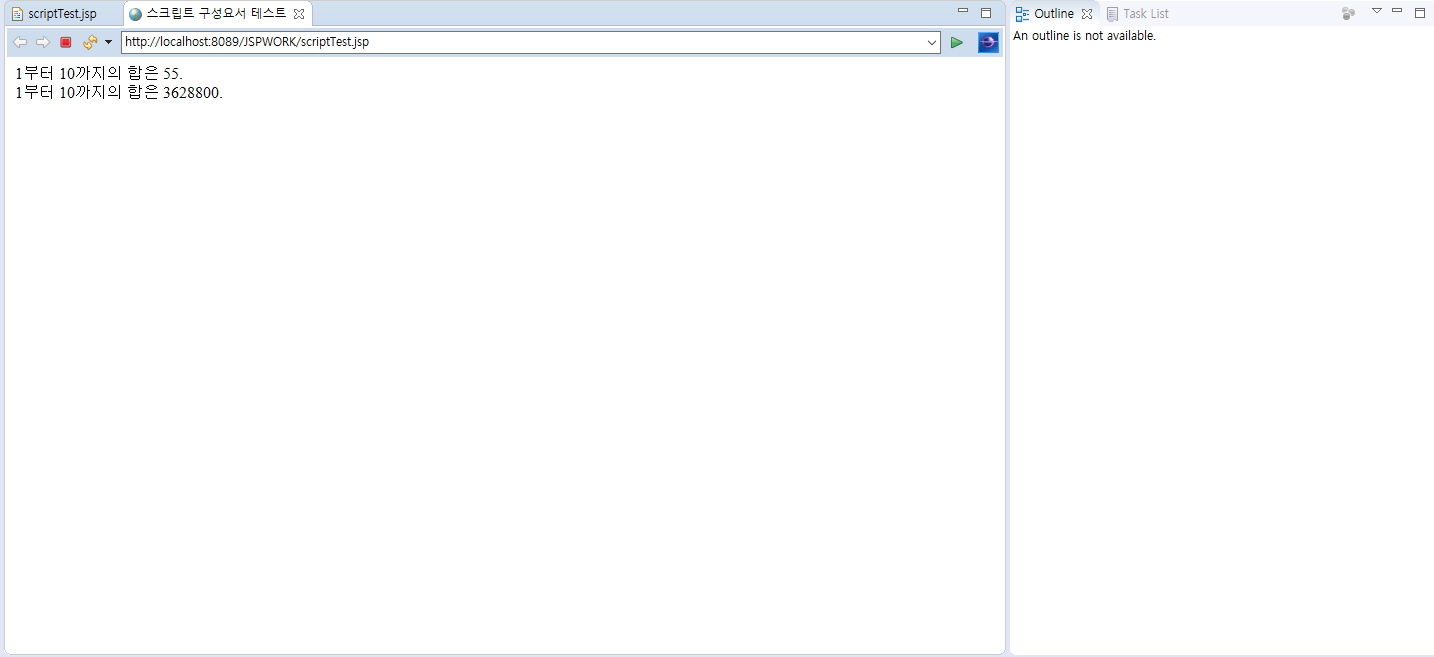 scriptTest.jsp
스크립트 구성요서 테스트
Outline
Task List
http://localhost:8089/JSPWORK/scriptTest.jsp
An outline is not available.
1부터 10까지의 합은 55.
1부터 10까지의 합은 3628800.